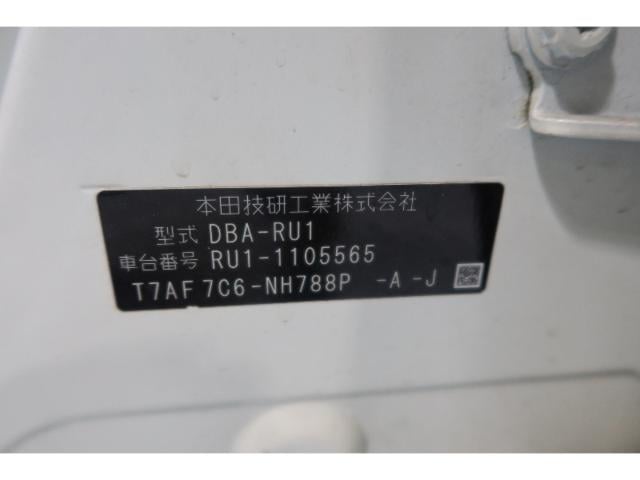 本田技研工業株式会社
型式 DBA-RU1
車台番号 RU1-1105565
T7AF 7C6-NH788P -A -J